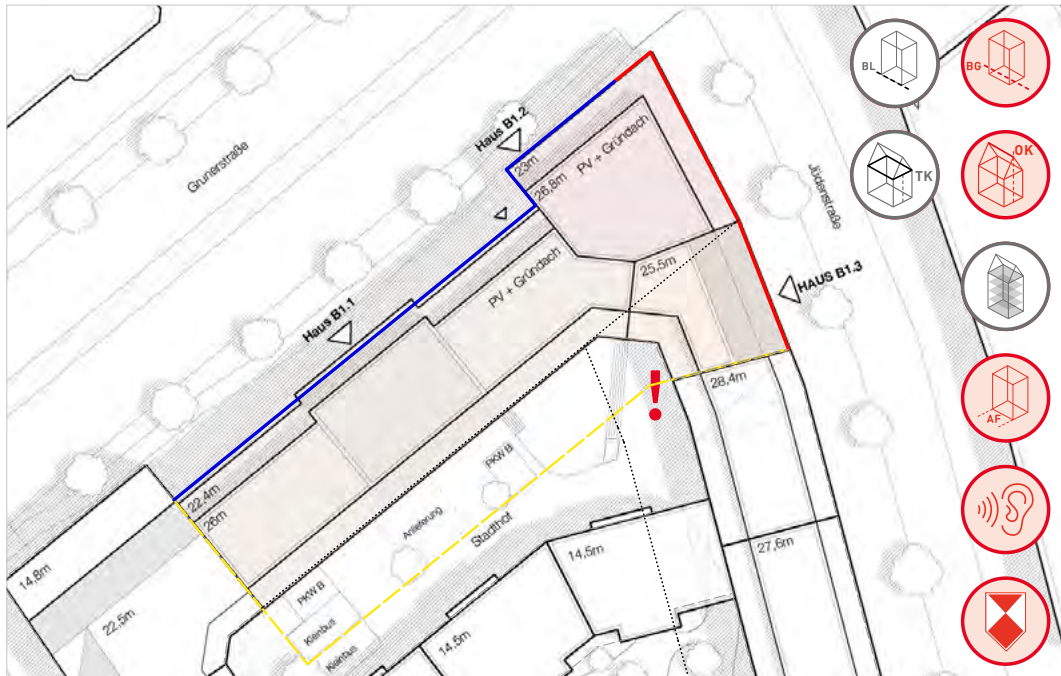 BL
BG
Haus B1.2
Grunerstraße
23m
PV + Gründach
TK
OK
26,8m
Jüdenstraße
25,5m
PV + Gründach
HAUS B1.3
Haus B1.1
28,4m
AF
PKW B
22,4m
26m
Anlieferung
Stadthof
!
14,5m
27,6m
14,8m
PKW B
22,5m
Kleinbus
Kleinbus
14,5m